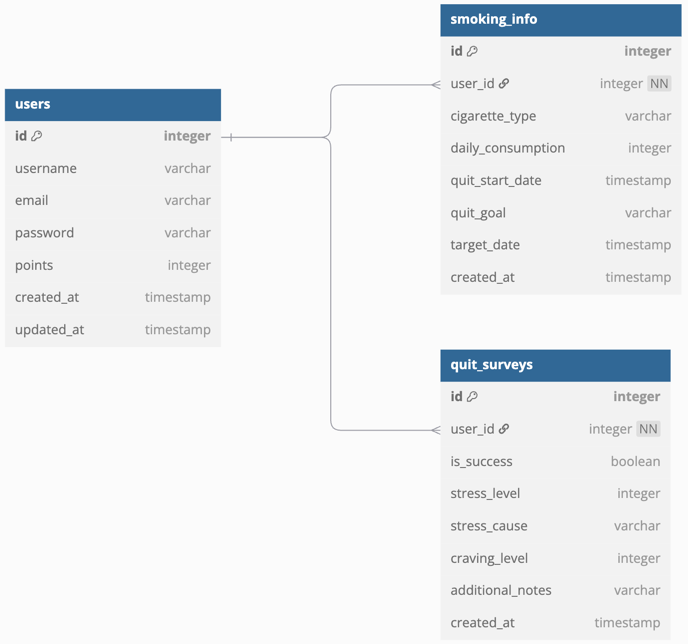 users
id integer
username varchar
email varchar
password varchar
points integer
created_at timestamp
updated_at timestamp
smoking_info
id integer
user_id integer NN
cigarette_type varchar
daily_consumption integer
quit_start_date timestamp
quit_goal varchar
target_date timestamp
created_at timestamp
quit_surveys
id integer
user_id integer NN
is_success boolean
stress_level integer
stress_cause varchar
craving_level integer
additional_notes varchar
created_at timestamp